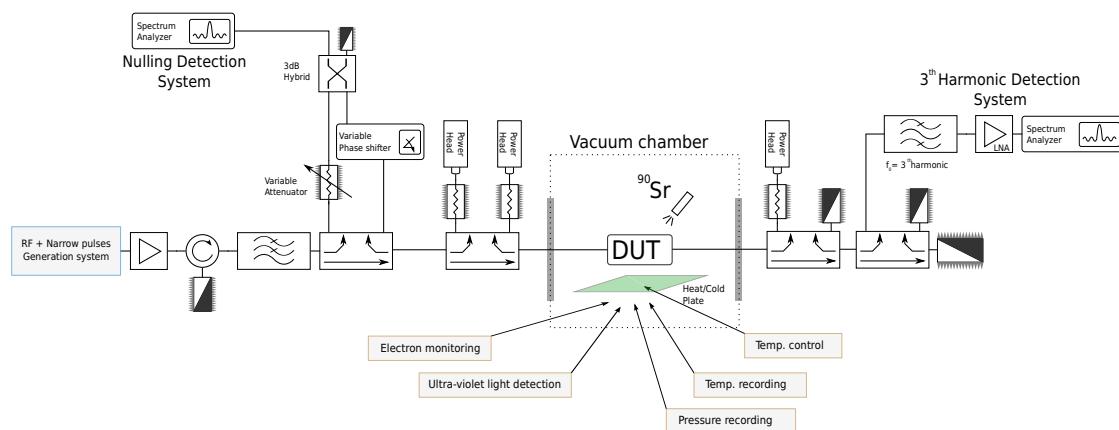 Spectrum
Analyzer
Nulling Detection
System
3dB
Hybrid
Variable
Phase shifter
Variable
Attenuator
Power
Head
Power
Head
Vacuum chamber
90Sr
DUT
Heat/Cold
Plate
Power
Head
3th Harmonic Detection
System
LNA
Spectrum
Analyzer
f0= 3th harmonic
RF + Narrow pulses
Generation system
Electron monitoring
Temp. control
Ultra-violet light detection
Temp. recording
Pressure recording